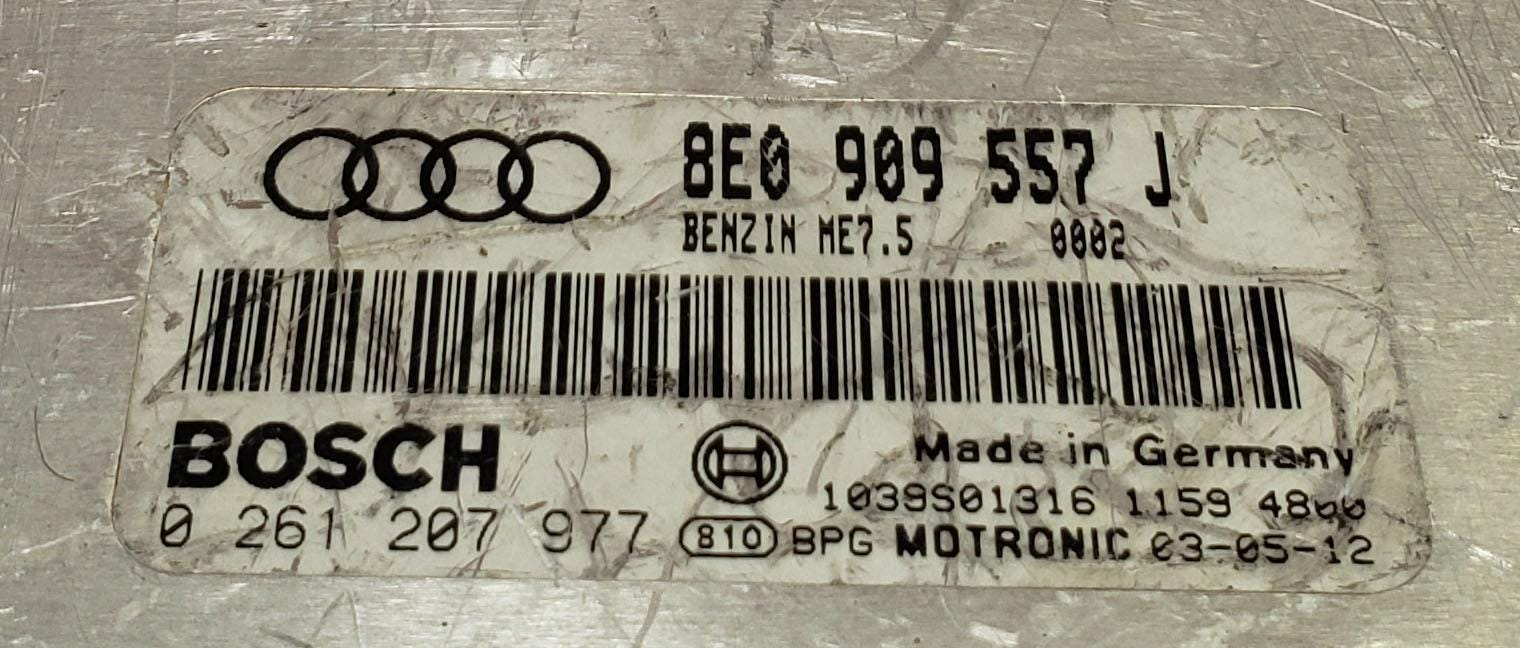 8E0 909 557 J
BENZIN ME7.5 0002
BOSCH
Made in Germany
1039S01316 1159
0 261 207 977 810 BPG MOTRONIC 03-05-12